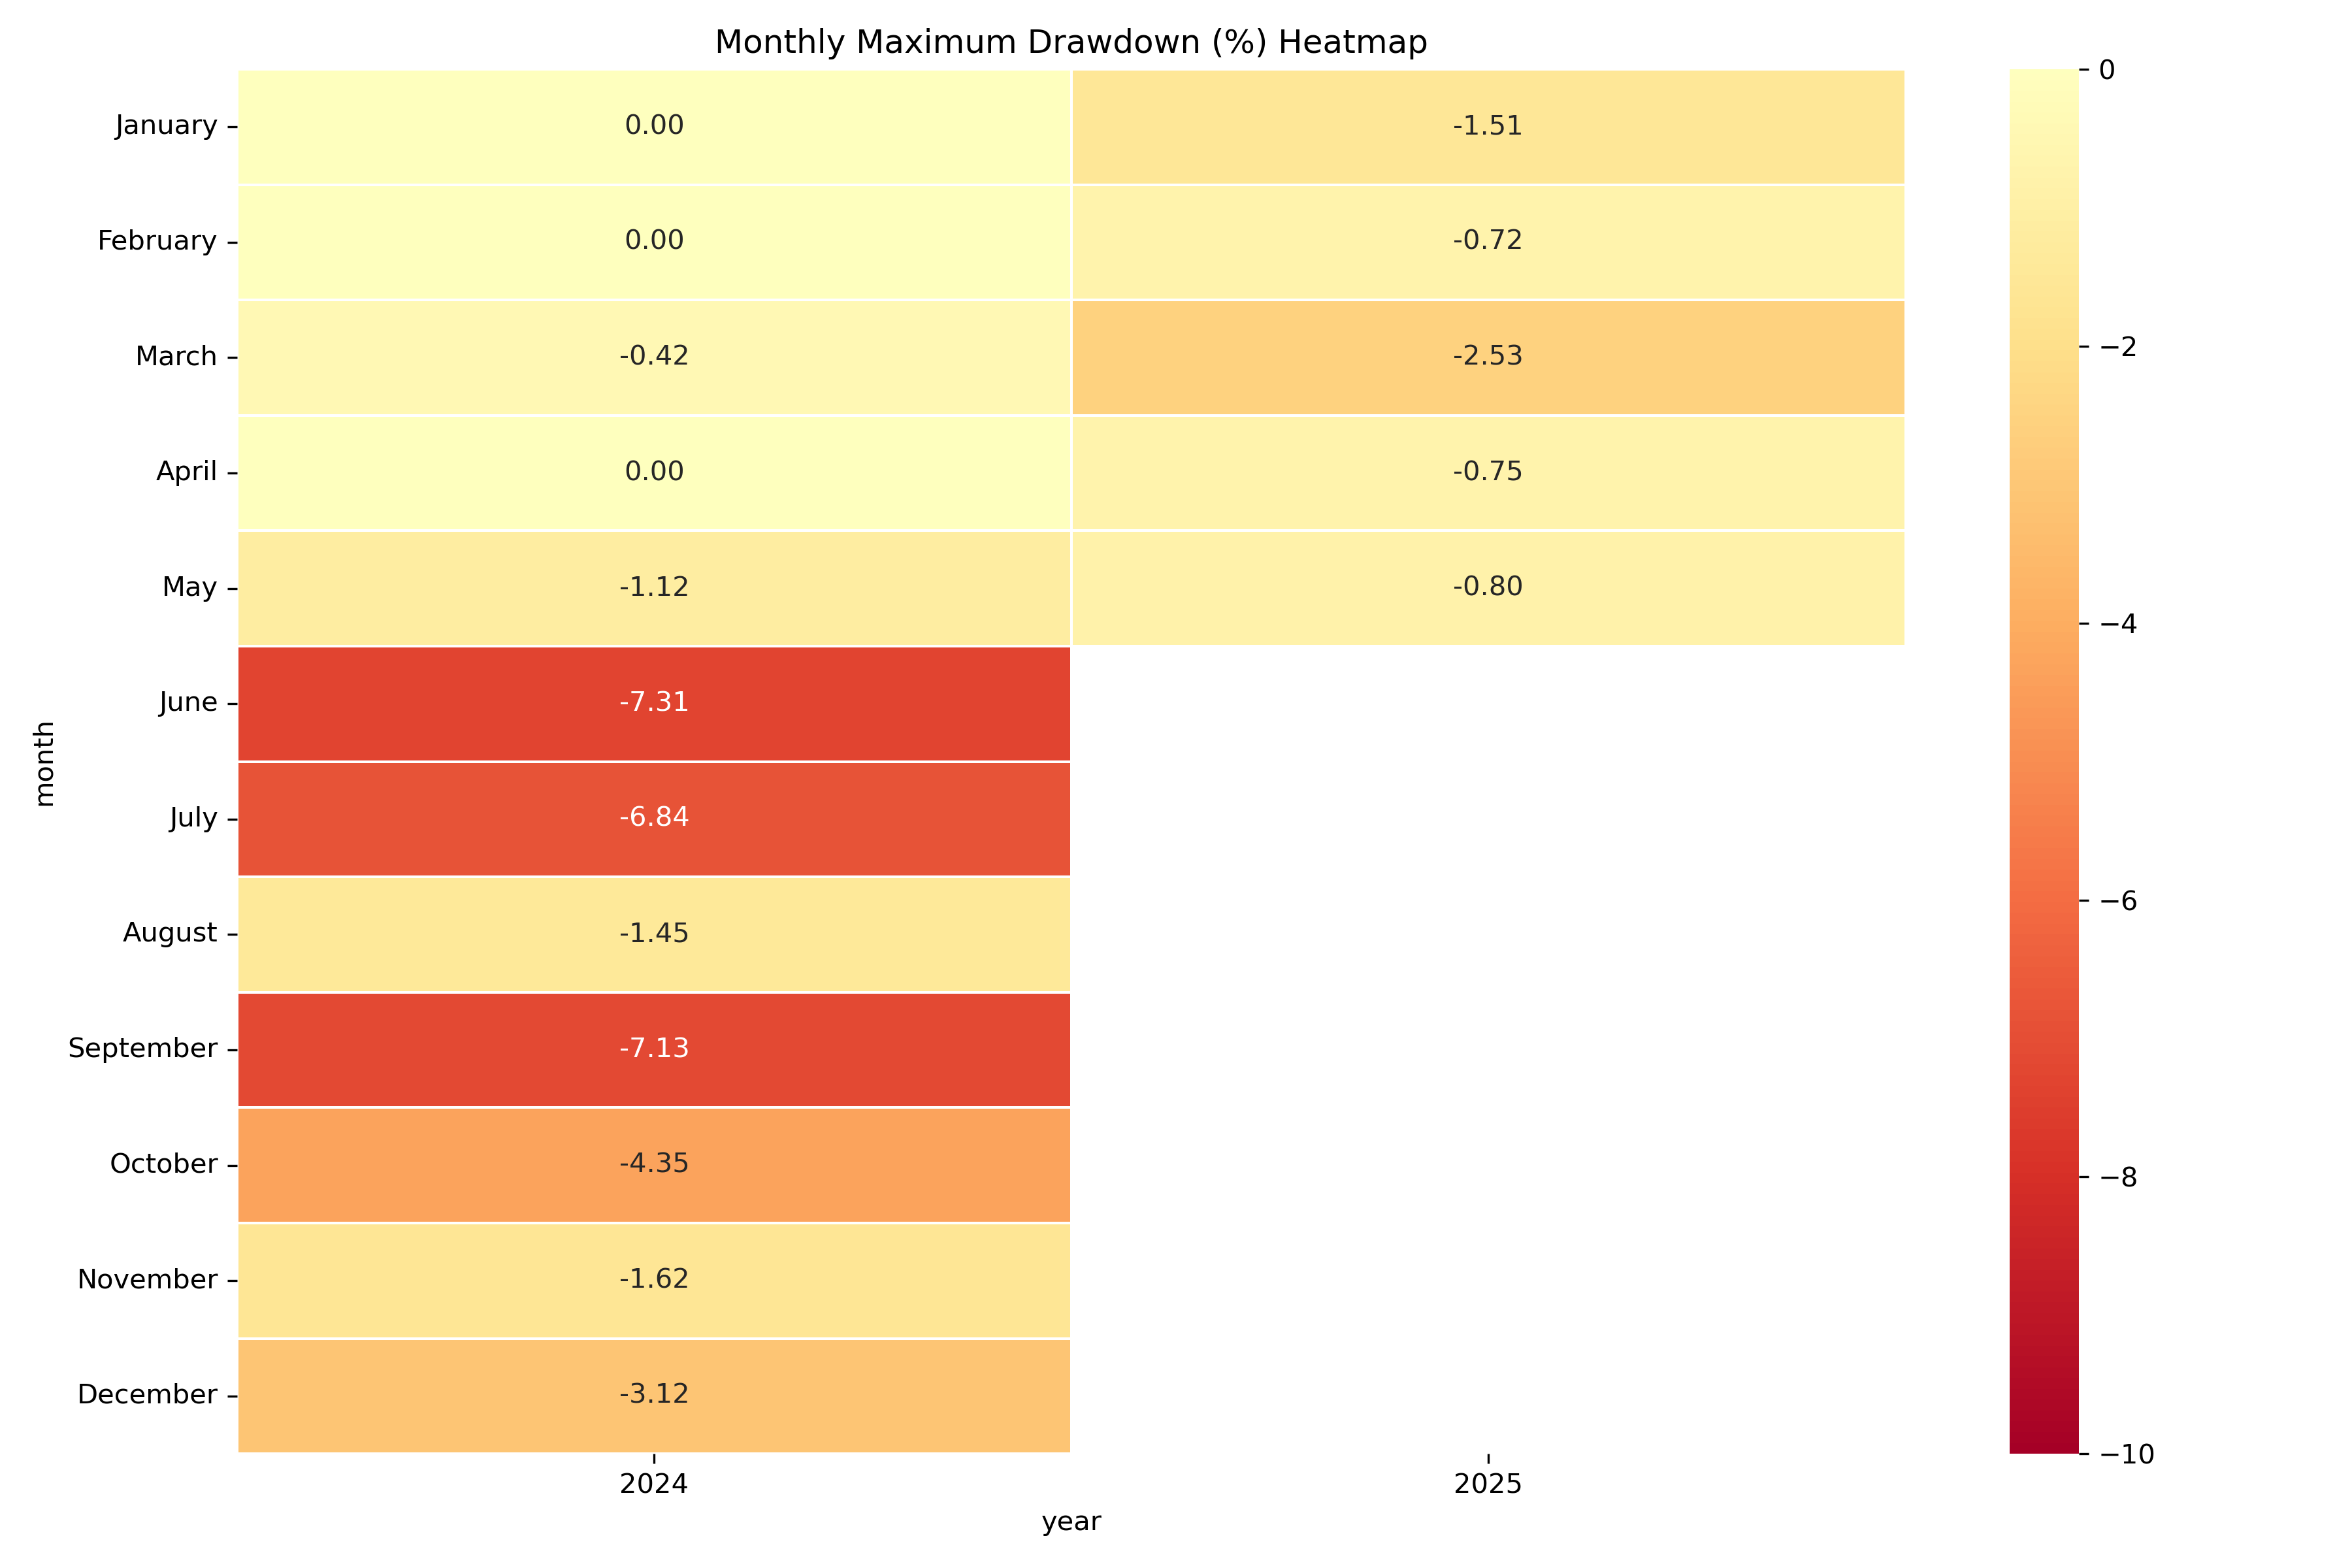 Monthly Maximum Drawdown (%) Heatmap
January 0.00 -1.51
February 0.00 -0.72
March -0.42 -2.53
April 0.00 -0.75
May -1.12 -0.80
June -7.31
July -6.84
August -1.45
September -7.13
October -4.35
November -1.62
December -3.12
month
2024 2025
year
0
−2
−4
−6
−8
−10